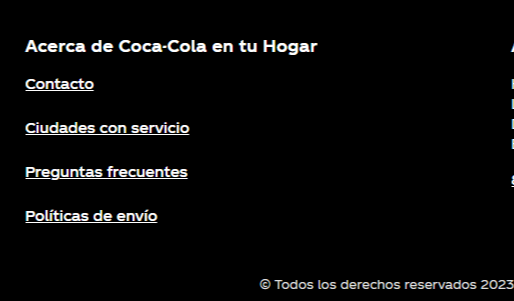 Acerca de Coca-Cola en tu Hogar
Contacto
Ciudades con servicio
Preguntas frecuentes
Políticas de envío
© Todos los derechos reservados 2023